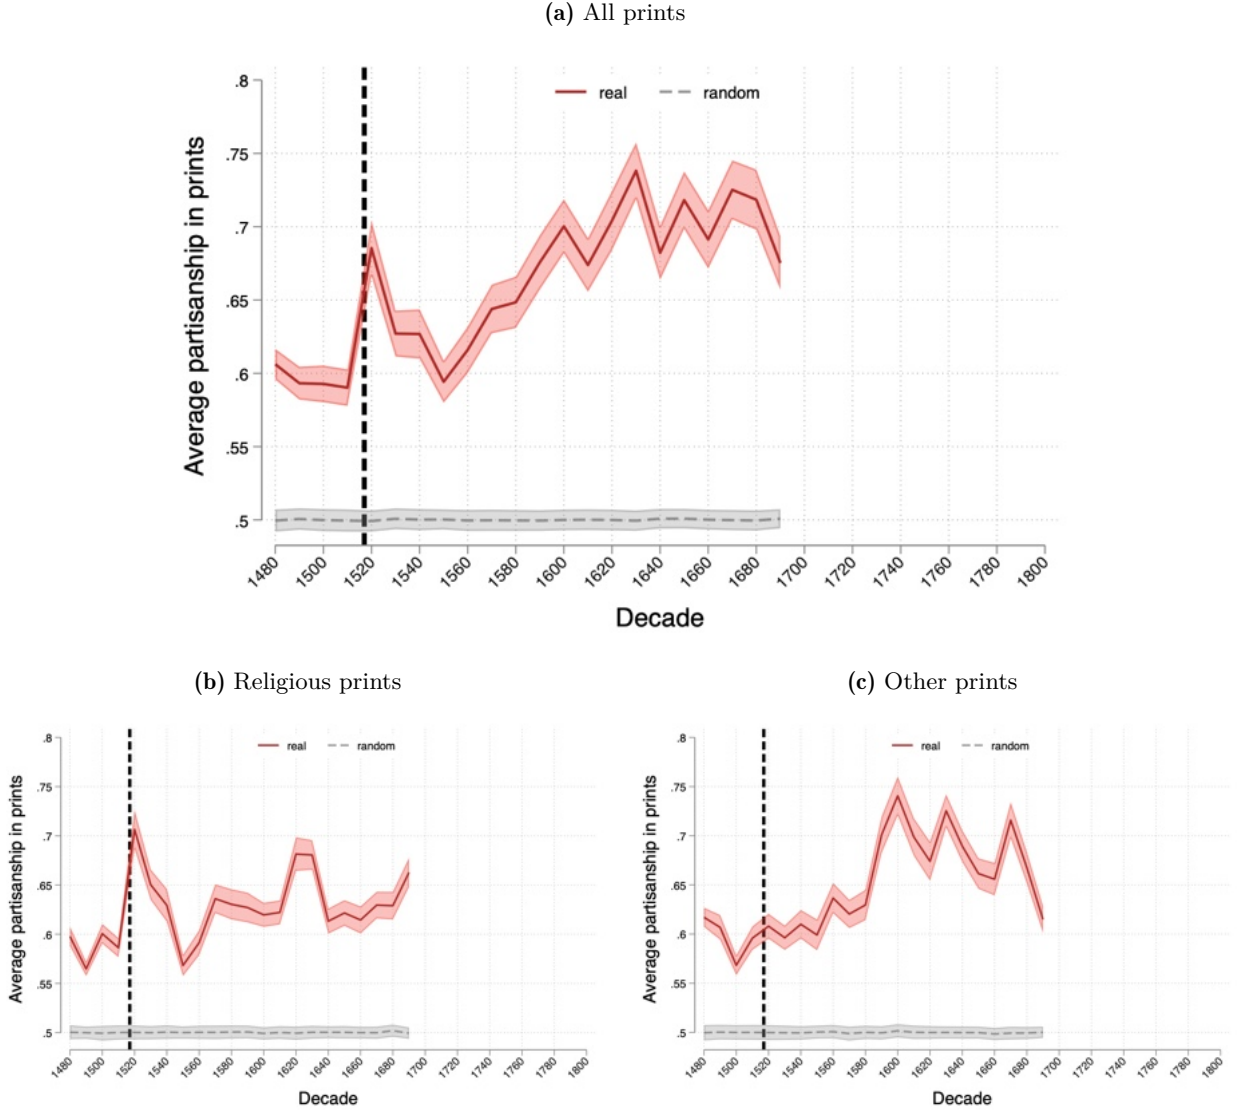 (a) All prints
real random
.8
.75
.7
.65
.6
.55
.5
Average partisanship in prints
1480 1500 1520 1540 1560 1580 1600 1620 1640 1660 1680 1700 1720 1740 1760 1780 1800
Decade
(b) Religious prints
real random
.8
.75
.7
.65
.6
.55
.5
Average partisanship in prints
1480 1500 1520 1540 1560 1580 1600 1620 1640 1660 1680 1700 1720 1740 1760 1780 1800
Decade
(c) Other prints
real random
.8
.75
.7
.65
.6
.55
.5
Average partisanship in prints
1480 1500 1520 1540 1560 1580 1600 1620 1640 1660 1680 1700 1720 1740 1760 1780 1800
Decade